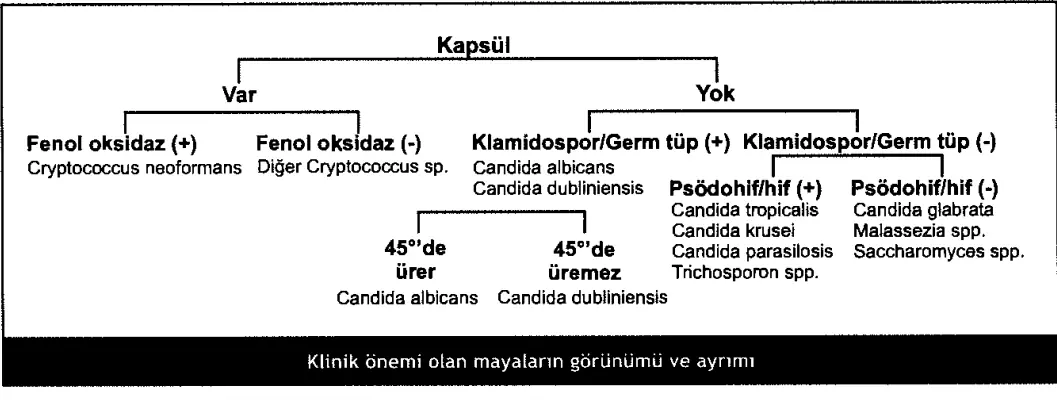 Kapsül
Var
Yok
Fenol oksidaz (+)
Cryptococcus neoformans
Fenol oksidaz (-)
Diğer Cryptococcus sp.
Klamidospor/Germ tüp (+)
Candida albicans
Candida dubliniensis
45°'de
ürer
Candida albicans
45°'de
üremez
Candida dubliniensis
Klamidospor/Germ tüp (-)
Psödohif/hif (+)
Candida tropicalis
Candida krusei
Candida parasilosis
Trichosporon spp.
Psödohif/hif (-)
Candida glabrata
Malassezia spp.
Saccharomyces spp.
Klinik önemi olan mayaların görünümü ve ayrımı